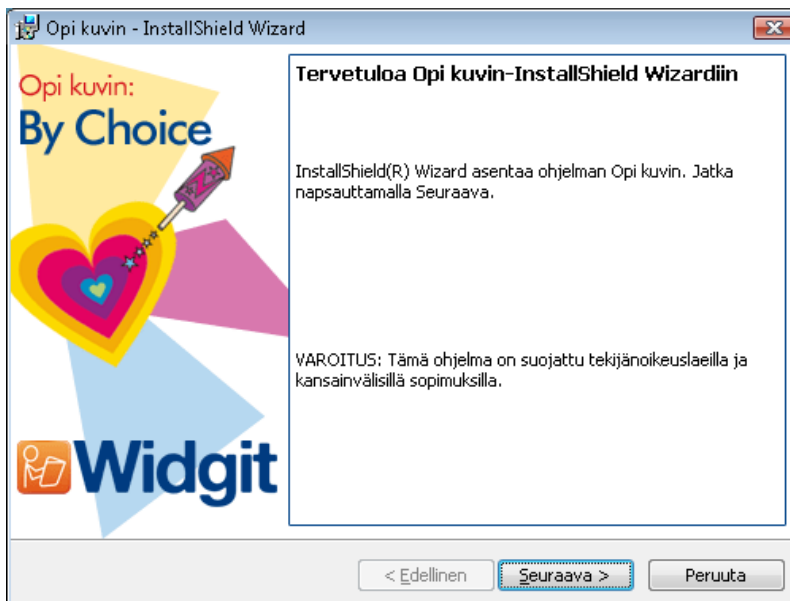 Opi kuvin - InstallShield Wizard
Opi kuvin:
By Choice
Widgit
Tervetuloa Opi kuvin-InstallShield Wizardiin
InstallShield(R) Wizard asentaa ohjelman Opi kuvin. Jatka
napsauttamalla Seuraava.
VAROITUS: Tämä ohjelma on suojattu tekijänoikeuslaeilla ja
kansainvälisillä sopimuksilla.
< Edellinen
Seuraava >
Peruuta